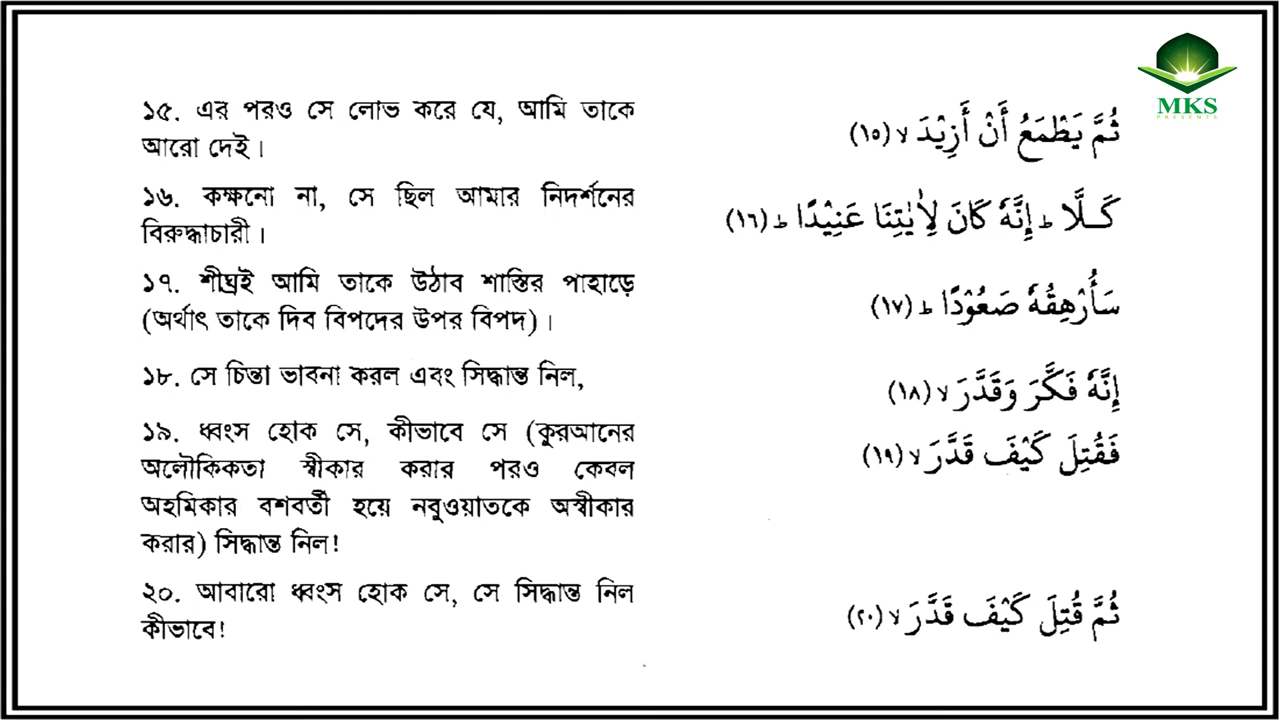 MKS
PRESENTS
১৫. এর পরও সে লোভ করে যে, আমি তাকে
আরো দেই।
ثُمَّ يَطْمَعُ أَنْ أَزِيْدَ ۙ (١٥)
১৬. কক্ষনো না, সে ছিল আমার নিদর্শনের
বিরুদ্ধাচারী।
كَـلَّا ؕ إِنَّهٗ كَانَ لِاٰيٰتِنَا عَنِيْدًا ؕ (١٦)
১৭. শীঘ্রই আমি তাকে উঠাব শাস্তির পাহাড়ে
(অর্থাৎ তাকে দিব বিপদের উপর বিপদ)।
سَأُرْهِقُهٗ صَعُوْدًا ؕ (١٧)
১৮. সে চিন্তা ভাবনা করল এবং সিদ্ধান্ত নিল,
إِنَّهٗ فَكَّرَ وَقَدَّرَ ۙ (١٨)
১৯. ধ্বংস হোক সে, কীভাবে সে (কুরআনের
অলৌকিকতা স্বীকার করার পরও কেবল
অহমিকার বশবর্তী হয়ে নবুওয়াতকে অস্বীকার
করার) সিদ্ধান্ত নিল!
فَقُتِلَ كَيْفَ قَدَّرَ ۙ (١٩)
২০. আবারো ধ্বংস হোক সে, সে সিদ্ধান্ত নিল
কীভাবে!
ثُمَّ قُتِلَ كَيْفَ قَدَّرَ ۙ (٢٠)